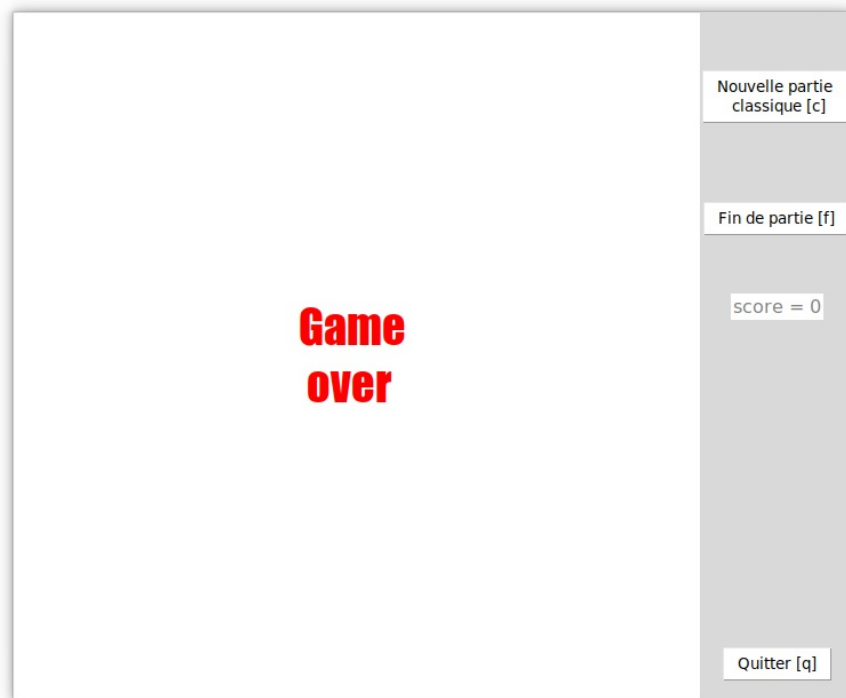 Nouvelle partie
classique [c]
Fin de partie [f]
score = 0
Game
over
Quitter [q]